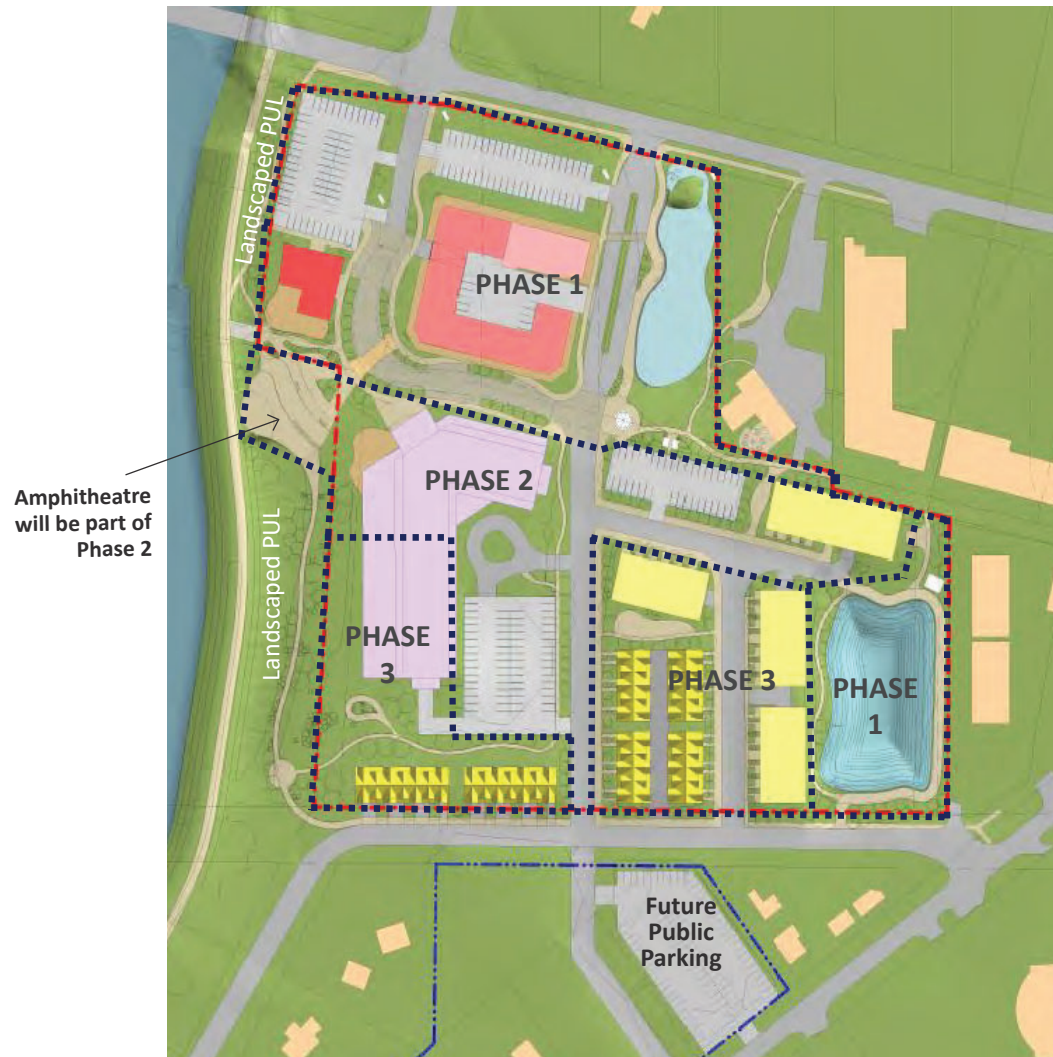 Landscaped PUL
PHASE 1
Amphitheatre
will be part of
Phase 2
PHASE 2
Landscaped PUL
PHASE
3
PHASE 3
PHASE
1
Future
Public
Parking